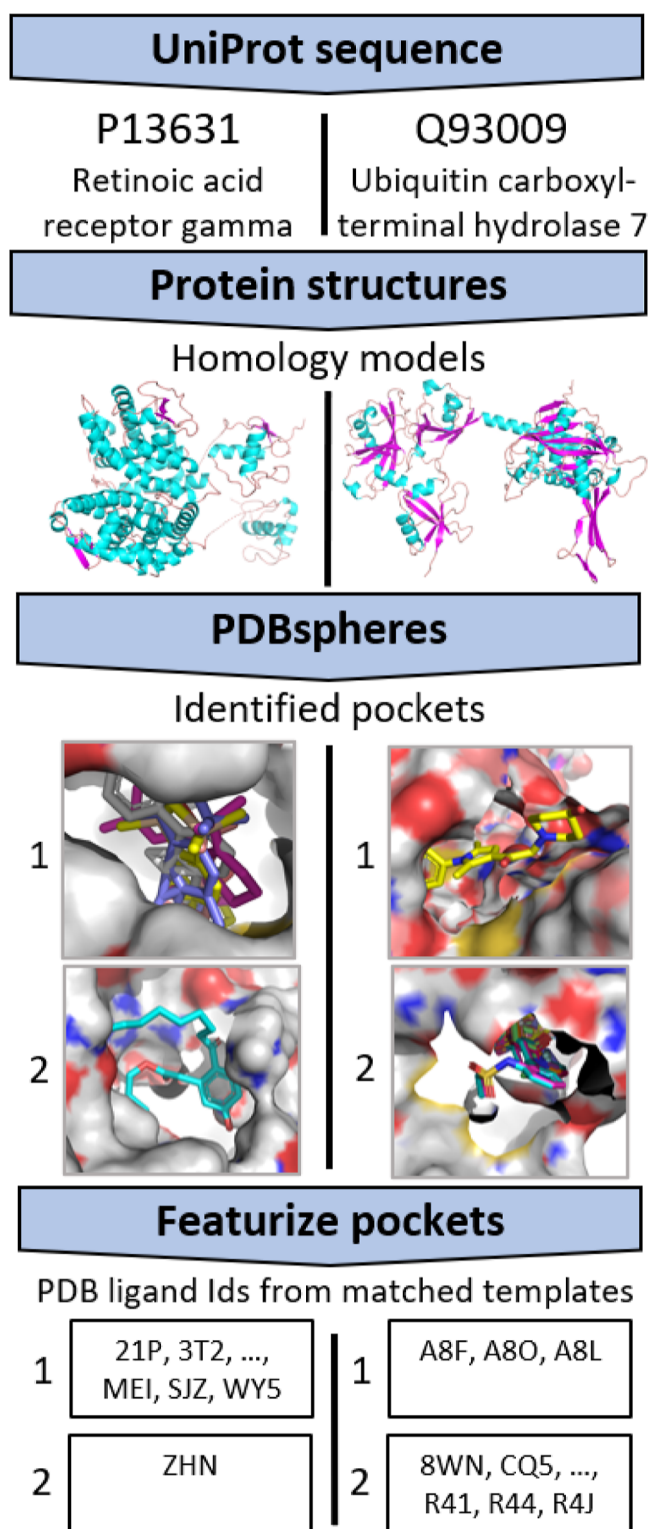 UniProt sequence
P13631
Retinoic acid
receptor gamma
Q93009
Ubiquitin carboxyl-
terminal hydrolase 7
Protein structures
Homology models
PDBspheres
Identified pockets
1
1
2
2
Featurize pockets
PDB ligand Ids from matched templates
1
21P, 3T2, ...,
MEI, SJZ, WY5
1
A8F, A8O, A8L
2
ZHN
2
8WN, CQ5, ...,
R41, R44, R4J